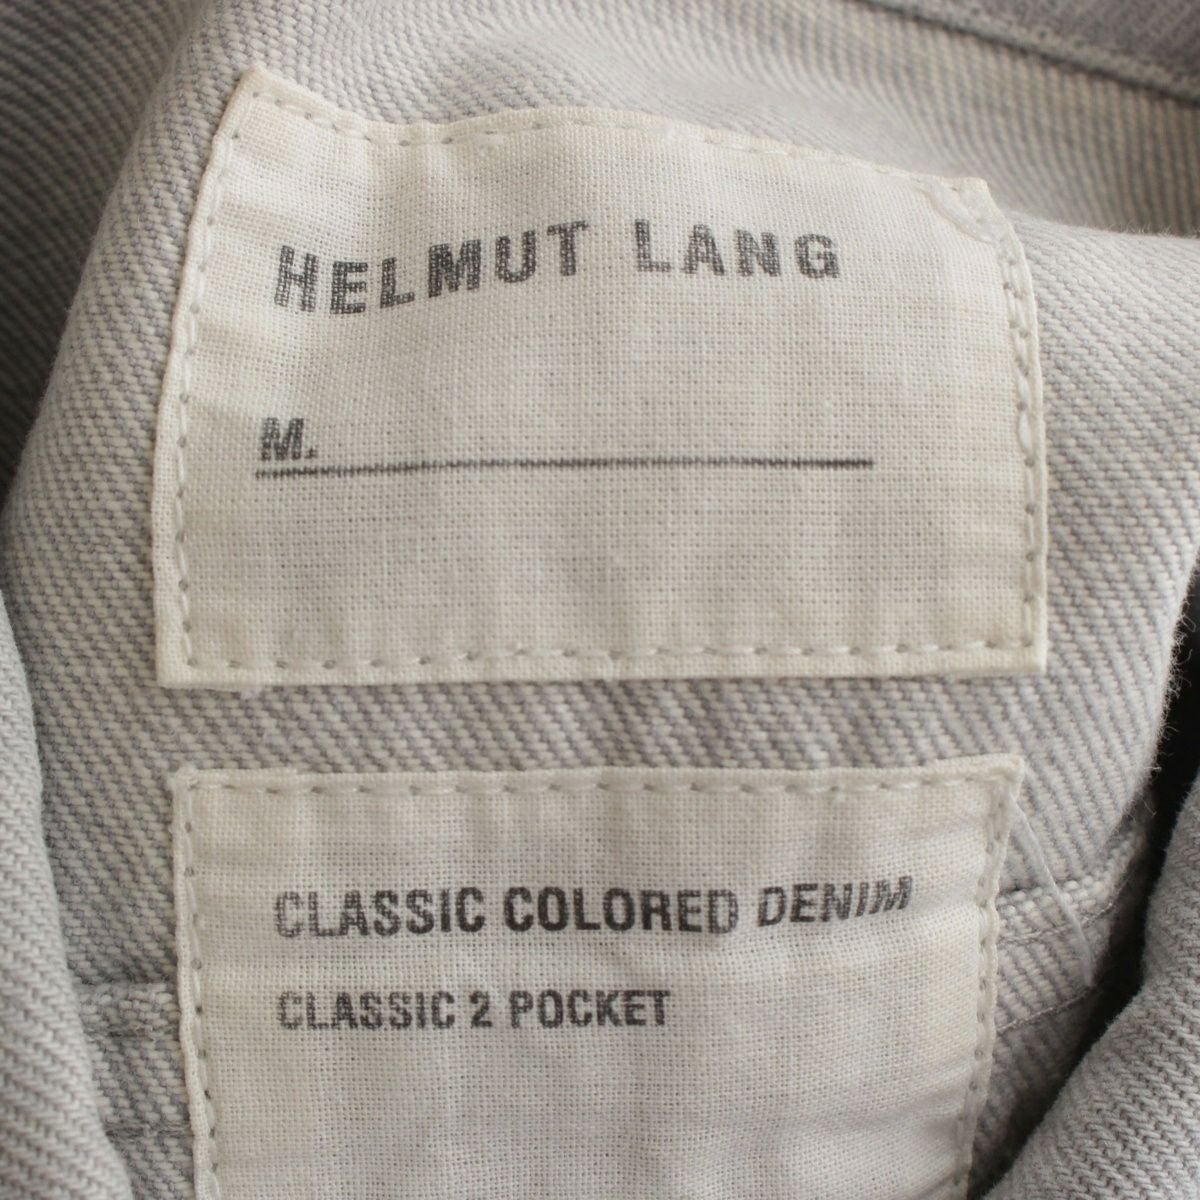 HELMUT LANG
M.
CLASSIC COLORED DENIM
CLASSIC 2 POCKET